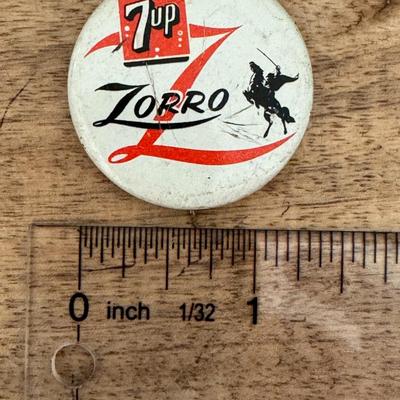 7up
Z
ZORRO
0 inch 1/32 1